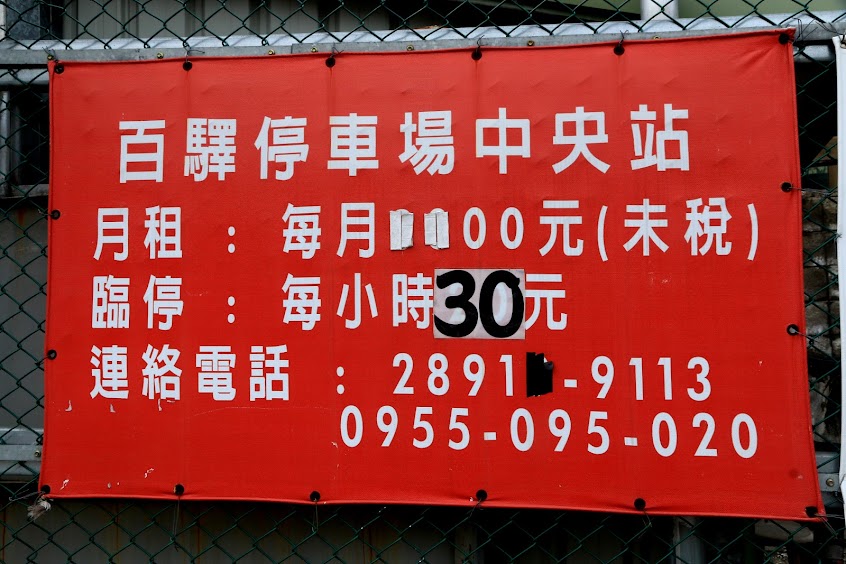 百驛停車場中央站
月租：每月 00元(未稅)
臨停：每小時30元
連絡電話：2891-9113
0955-095-020